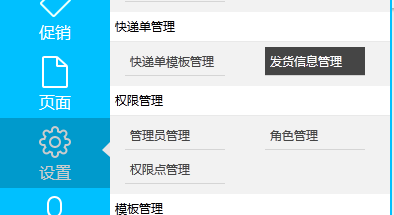 促销
页面
设置
快递单管理
快递单模板管理 发货信息管理
权限管理
管理员管理 角色管理
权限点管理
模板管理